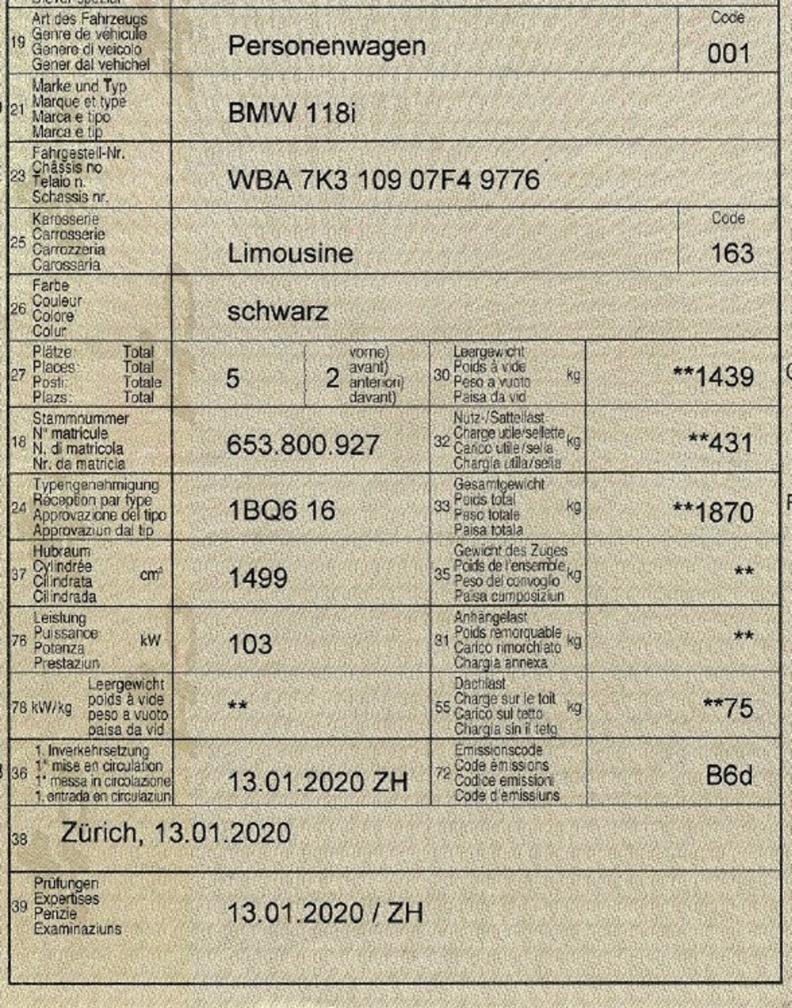 19 Art des Fahrzeugs
Genre de véhicule
Genere di veicolo
Gener dal vehichel
Personenwagen
Code
001
21 Marke und Typ
Marque et type
Marca e tipo
Marca e tip
BMW 118i
23 Fahrgestell-Nr.
Châssis no
Telaio n.
Schassis nr.
WBA 7K3 109 07F4 9776
25 Karosserie
Carrosserie
Carrozzeria
Carossaria
Limousine
Code
163
26 Farbe
Couleur
Colore
Colur
schwarz
27 Plätze: Total
Places: Total
Posti: Totale
Plazs: Total
5
2
vorne)
avant)
anteriori)
davant)
30 Leergewicht
Poids à vide
Peso a vuoto
Paisa da vid
kg
**1439
18 Stammnummer
N° matricule
N. di matricola
Nr. da matricla
653.800.927
32 Nutz-/Sattellast
Charge utile/sellette
Carico utile/sella
Chargia utila/sella
kg
**431
24 Typengenehmigung
Réception par type
Approvazione del tipo
Approvaziun dal tip
1BQ6 16
33 Gesamtgewicht
Poids total
Peso totale
Paisa totala
kg
**1870
37 Hubraum
Cylindrée
Cilindrata
Cilindrada
cm³
1499
35 Gewicht des Zuges
Poids de l'ensemble
Peso del convoglio
Paisa cumposiziun
kg
**
76 Leistung
Puissance
Potenza
Prestaziun
kW
103
31 Anhängelast
Poids remorquable
Carico rimorchiato
Chargia annexa
kg
**
78 kW/kg
Leergewicht
poids à vide
peso a vuoto
paisa da vid
**
55 Dachlast
Charge sur le toit
Carico sul tetto
Chargia sin il tetg
kg
**75
36 1. Inverkehrsetzung
1re mise en circulation
1a messa in circolazione
1. entrada en circulaziun
13.01.2020 ZH
72 Emissionscode
Code émissions
Codice emissioni
Code d'emissiuns
B6d
38 Zürich, 13.01.2020
39 Prüfungen
Expertises
Perizie
Examinaziuns
13.01.2020 / ZH